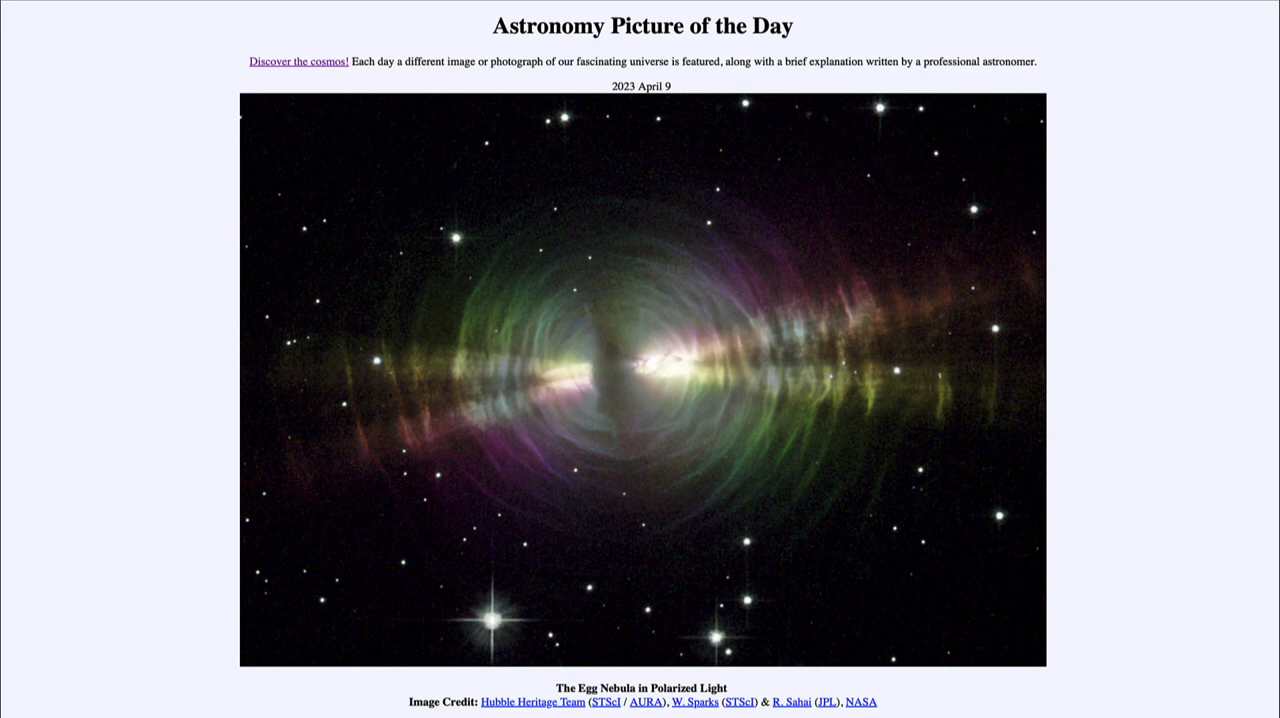 Astronomy Picture of the Day
Discover the cosmos! Each day a different image or photograph of our fascinating universe is featured, along with a brief explanation written by a professional astronomer.
2023 April 9
The Egg Nebula in Polarized Light
Image Credit: Hubble Heritage Team (STScI / AURA), W. Sparks (STScI) & R. Sahai (JPL), NASA